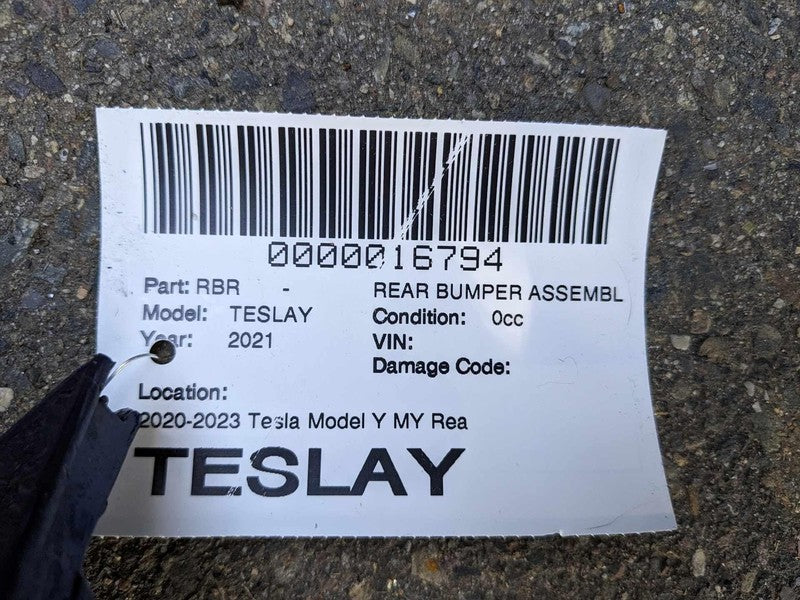 0000016794
Part: RBR - REAR BUMPER ASSEMBL
Model: TESLAY Condition: 0cc
Year: 2021 VIN:
Damage Code:
Location:
2020-2023 Tesla Model Y MY Rea
TESLAY